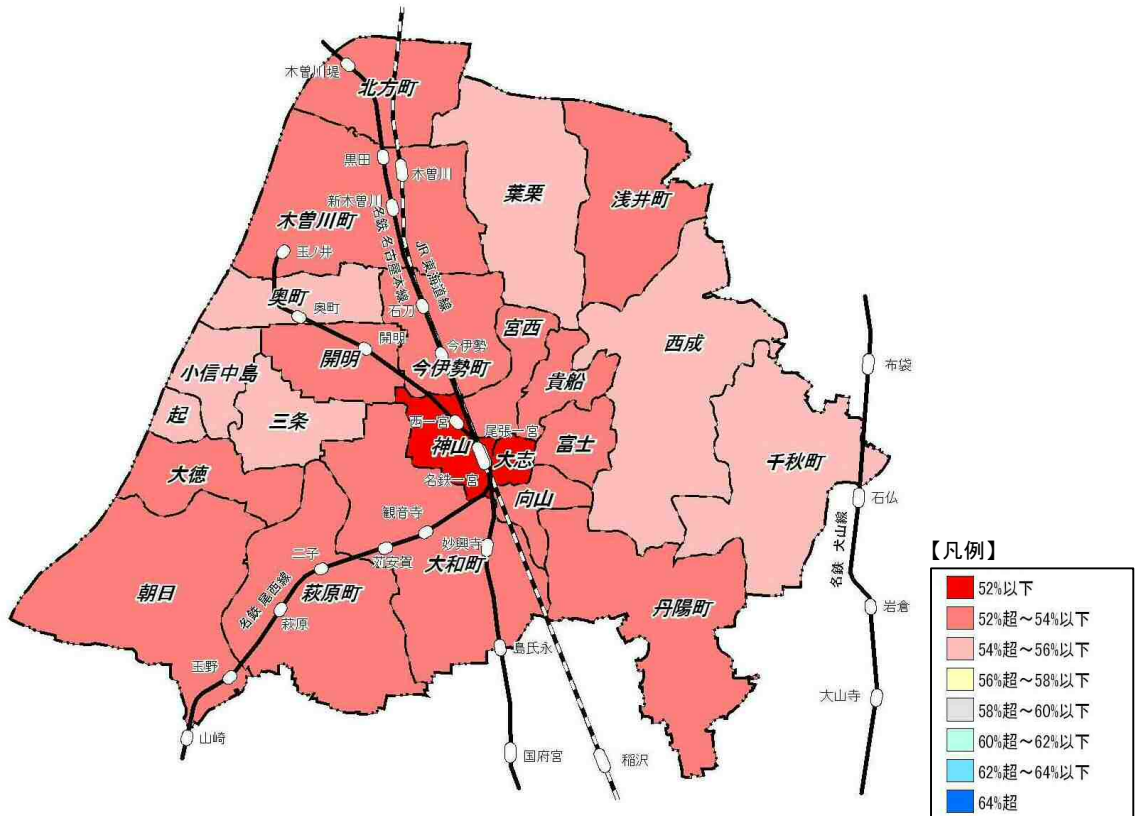 木曽川堤
北方町
黒田
木曽川
葉栗
浅井町
新木曽川
木曽川町
名鉄 名古屋本線
JR 東海道線
玉ノ井
奥町
奥町
石刀
宮西
西成
開明
開明
今伊勢
今伊勢町
布袋
小信中島
貴船
起
三条
西一宮
尾張一宮
神山
大志
富士
千秋町
大徳
名鉄一宮
向山
石仏
観音寺
妙興寺
名鉄 犬山線
二子
苅安賀
大和町
朝日
萩原町
名鉄 尾西線
萩原
丹陽町
岩倉
島氏永
玉野
大山寺
山崎
国府宮
稲沢
【凡例】
52%以下
52%超～54%以下
54%超～56%以下
56%超～58%以下
58%超～60%以下
60%超～62%以下
62%超～64%以下
64%超